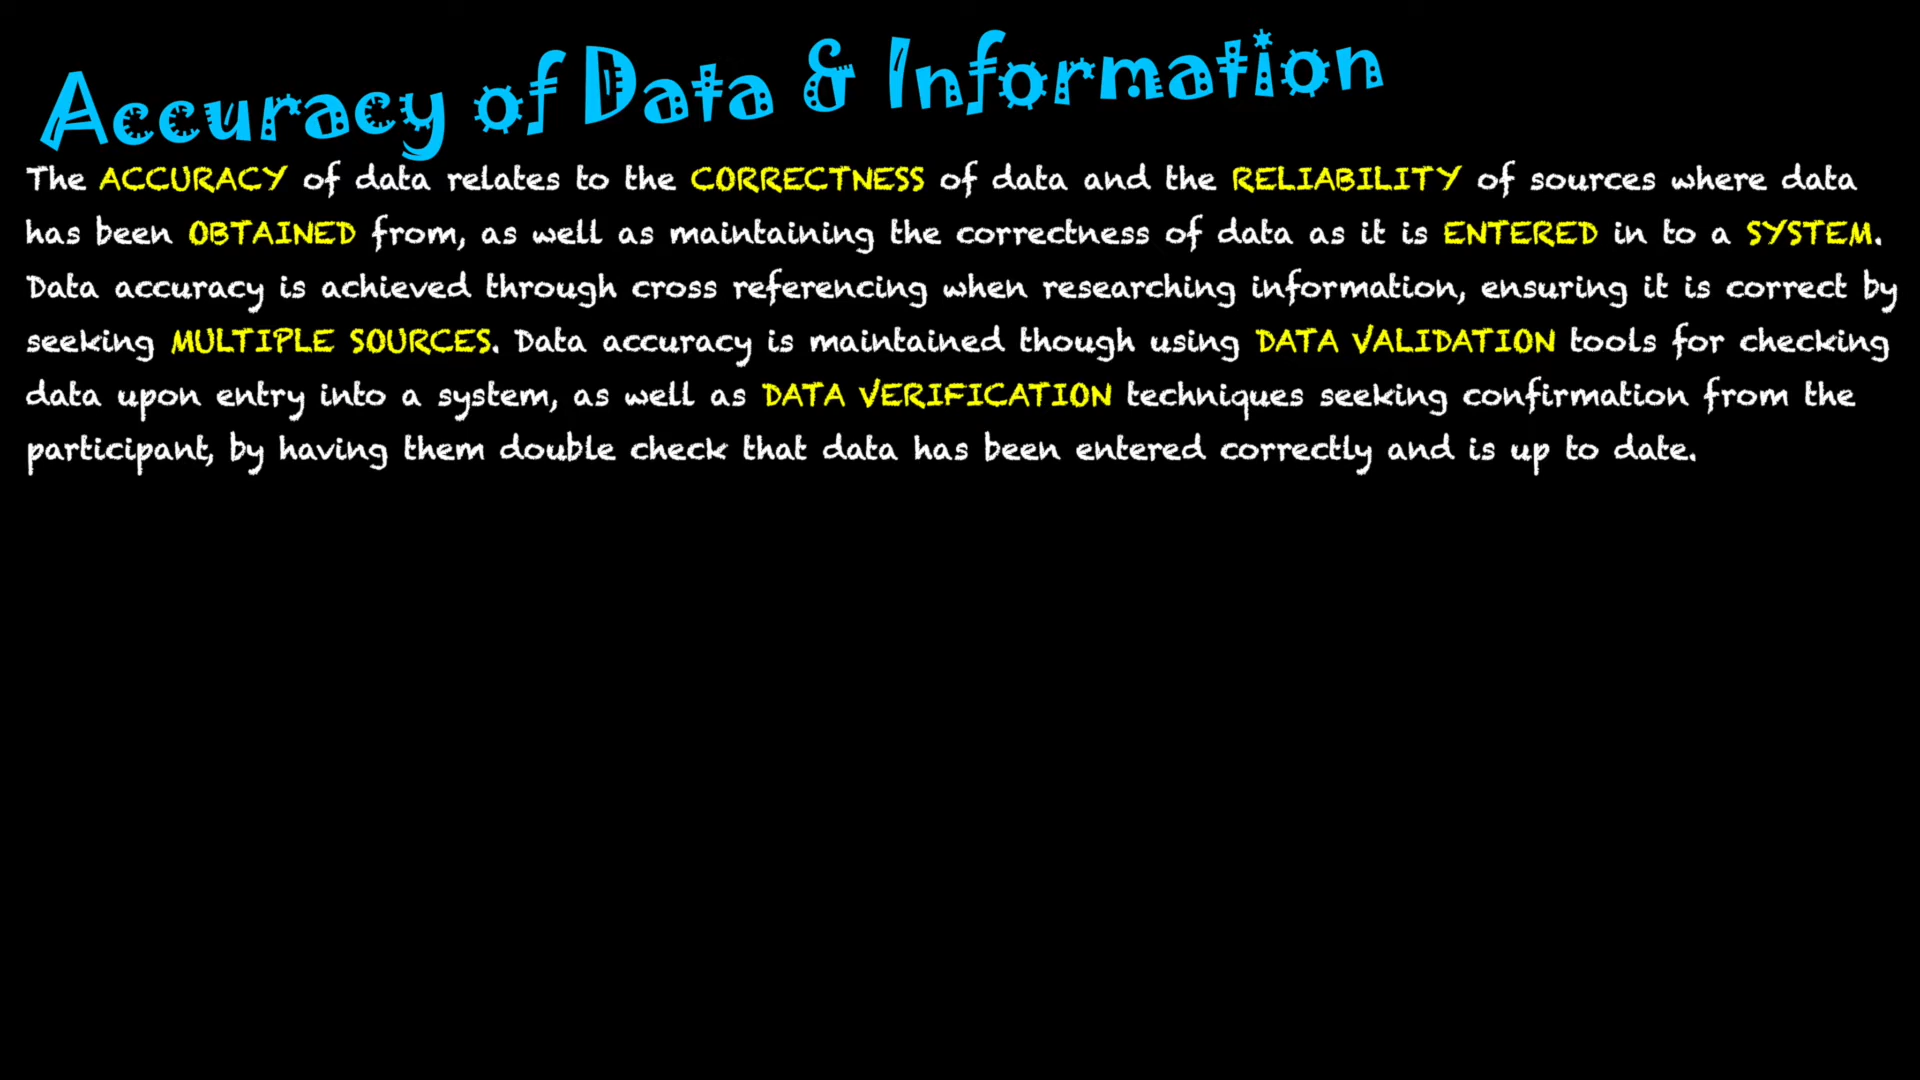 Accuracy of Data & Information
The ACCURACY of data relates to the CORRECTNESS of data and the RELIABILITY of sources where data
has been OBTAINED from, as well as maintaining the correctness of data as it is ENTERED in to a SYSTEM.
Data accuracy is achieved through cross referencing when researching information, ensuring it is correct by
seeking MULTIPLE SOURCES. Data accuracy is maintained though using DATA VALIDATION tools for checking
data upon entry into a system, as well as DATA VERIFICATION techniques seeking confirmation from the
participant, by having them double check that data has been entered correctly and is up to date.